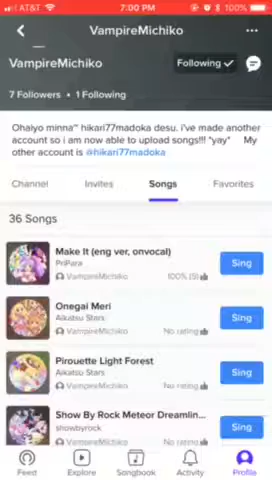 AT&T
7:00 PM
100%
VampireMichiko
VampireMichiko
Following
7 Followers • 1 Following
Ohaiyo minna~ hikari77madoka desu. i've made another
account so i am now able to upload songs!!! *yay* My
other account is @hikari77madoka
Channel Invites Songs Favorites
36 Songs
Make It (eng ver, onvocal)
PriPara
VampireMichiko 100% (5)
Sing
Onegai Meri
Aikatsu Stars
VampireMichiko No rating
Sing
Pirouette Light Forest
Aikatsu Stars
VampireMichiko No rating
Sing
Show By Rock Meteor Dreamlin...
showbyrock
VampireMichiko No rating
Sing
Feed Explore Songbook Activity Profile